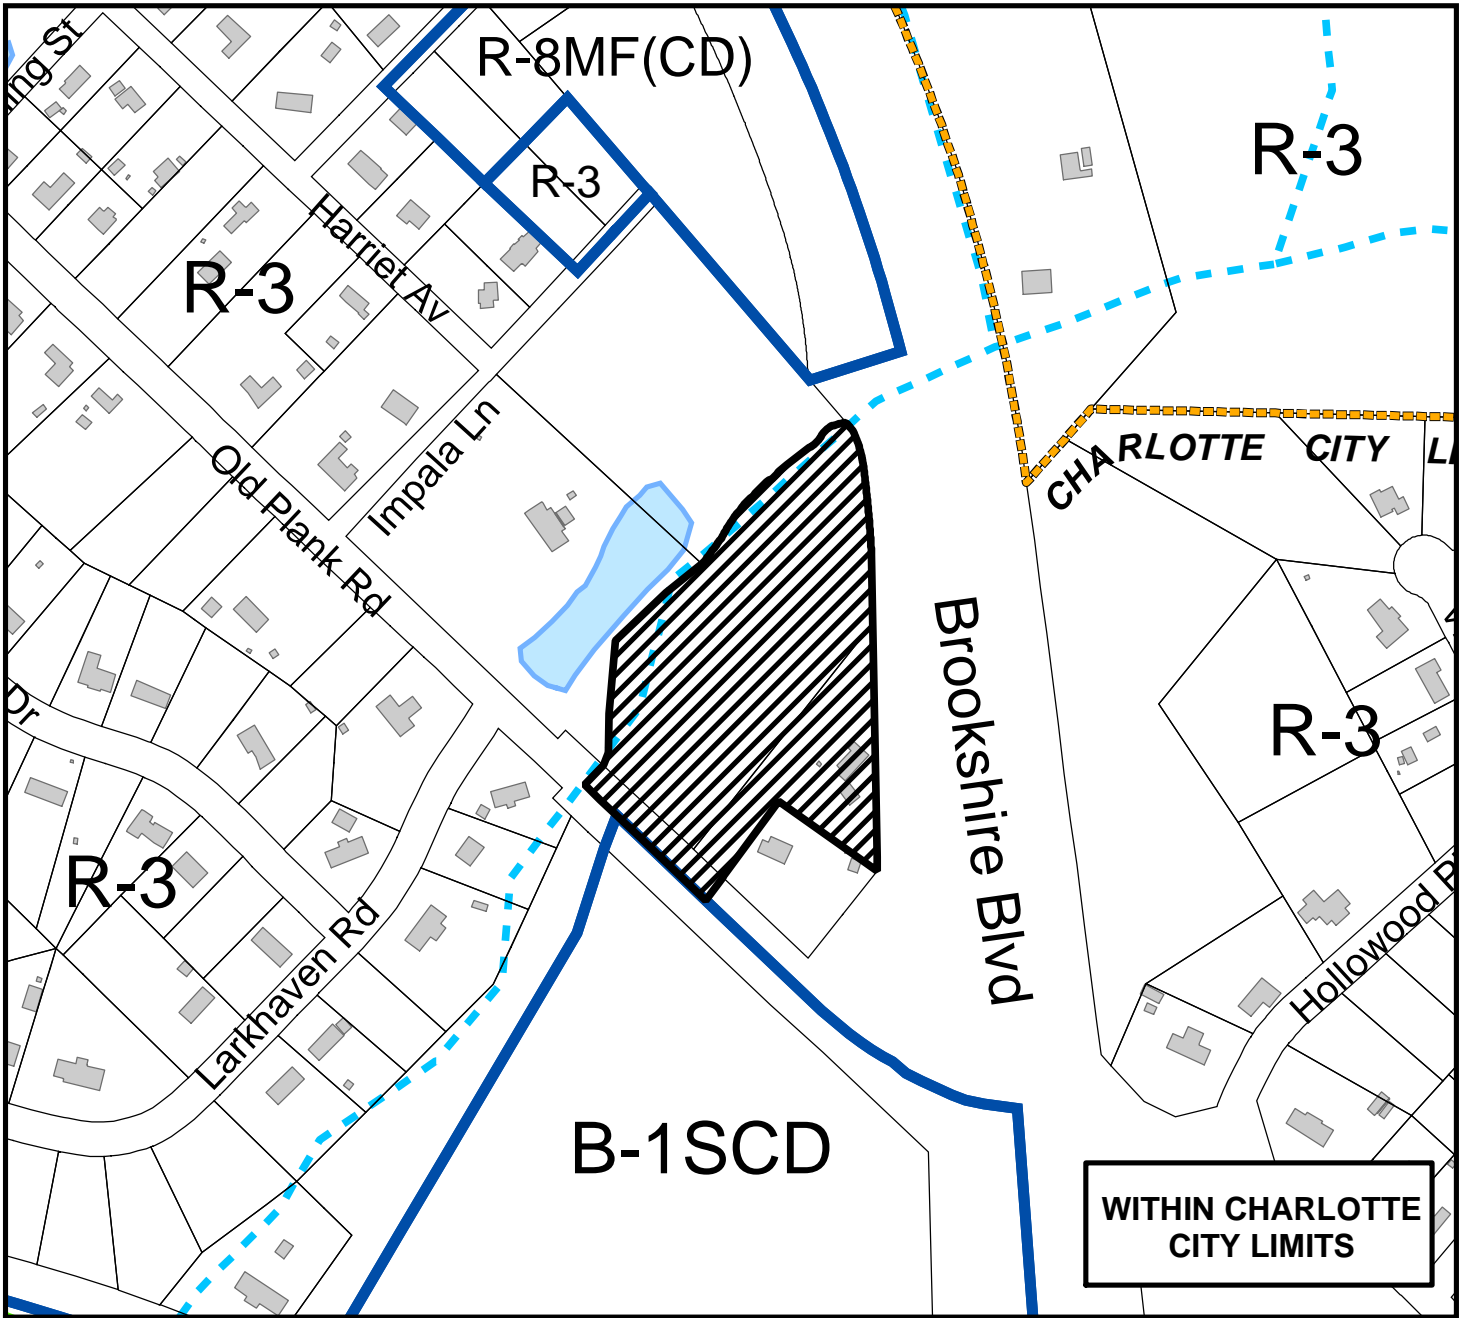 R-8MF(CD)
R-3
R-3
Harriet Av
R-3
Impala Ln
Old Plank Rd
CHARLOTTE CITY
Brookshire Blvd
Dr
R-3
R-3
Larkhaven Rd
Hollowood
B-1SCD
WITHIN CHARLOTTE
CITY LIMITS